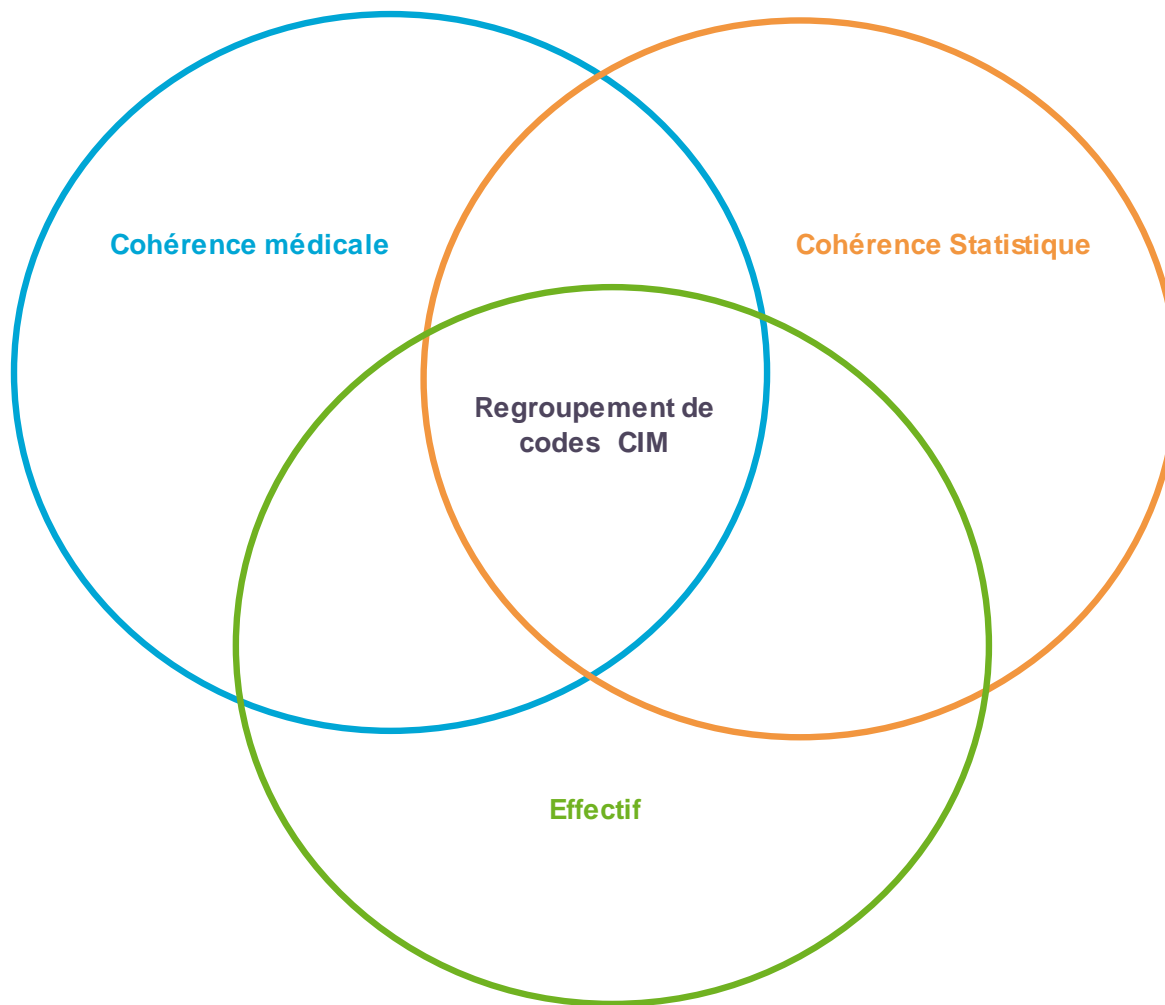 Cohérence médicale
Cohérence Statistique
Regroupement de
codes CIM
Effectif